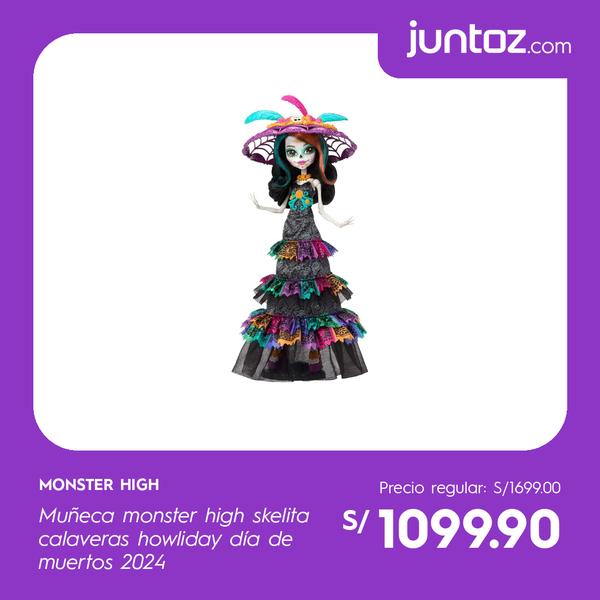 juntoz.com
MONSTER HIGH
Muñeca monster high skelita
calaveras howliday día de
muertos 2024
Precio regular: S/1699.00
S/ 1099.90